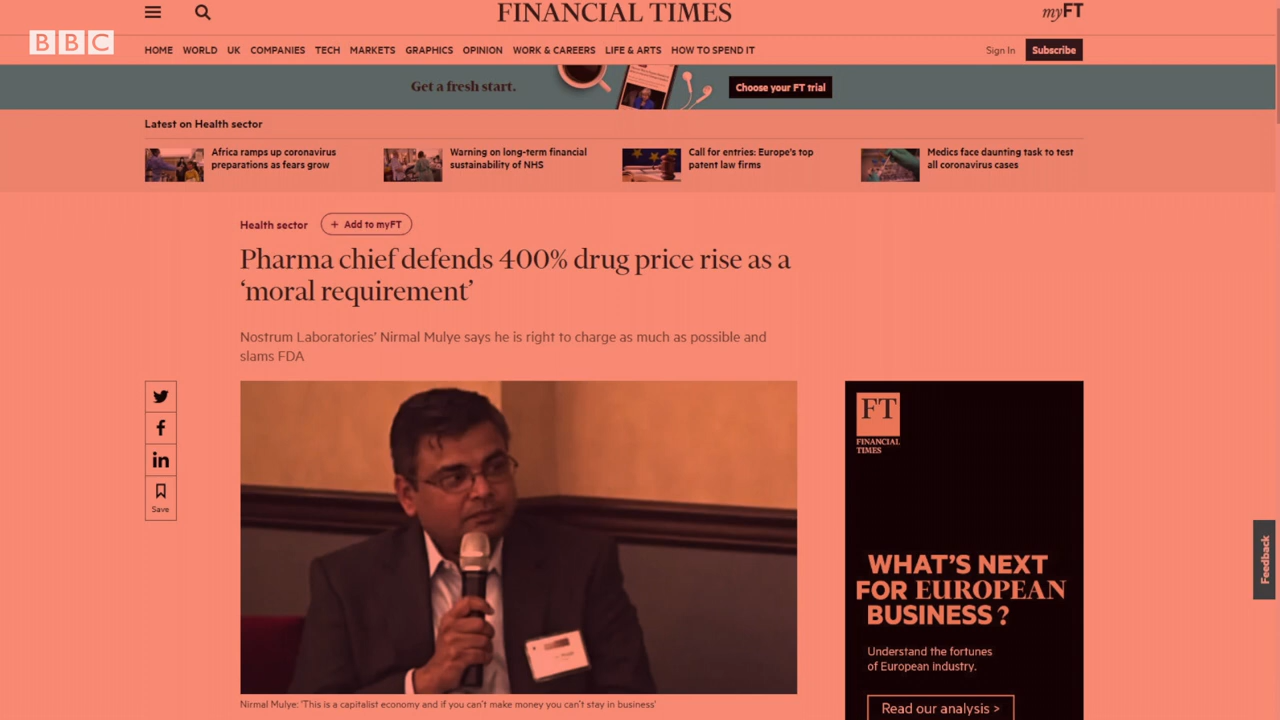 FINANCIAL TIMES
myFT
BBC
HOME WORLD UK COMPANIES TECH MARKETS GRAPHICS OPINION WORK & CAREERS LIFE & ARTS HOW TO SPEND IT
Sign In
Subscribe
Get a fresh start.
Choose your FT trial
Latest on Health sector
Africa ramps up coronavirus
preparations as fears grow
Warning on long-term financial
sustainability of NHS
Call for entries: Europe's top
patent law firms
Medics face daunting task to test
all coronavirus cases
Health sector
+ Add to myFT
Pharma chief defends 400% drug price rise as a
‘moral requirement’
Nostrum Laboratories’ Nirmal Mulye says he is right to charge as much as possible and
slams FDA
Save
Nirmal Mulye: 'This is a capitalist economy and if you can't make money you can't stay in business'
FT
FINANCIAL
TIMES
WHAT'S NEXT
FOR EUROPEAN
BUSINESS?
Understand the fortunes
of European industry.
Read our analysis >
Feedback